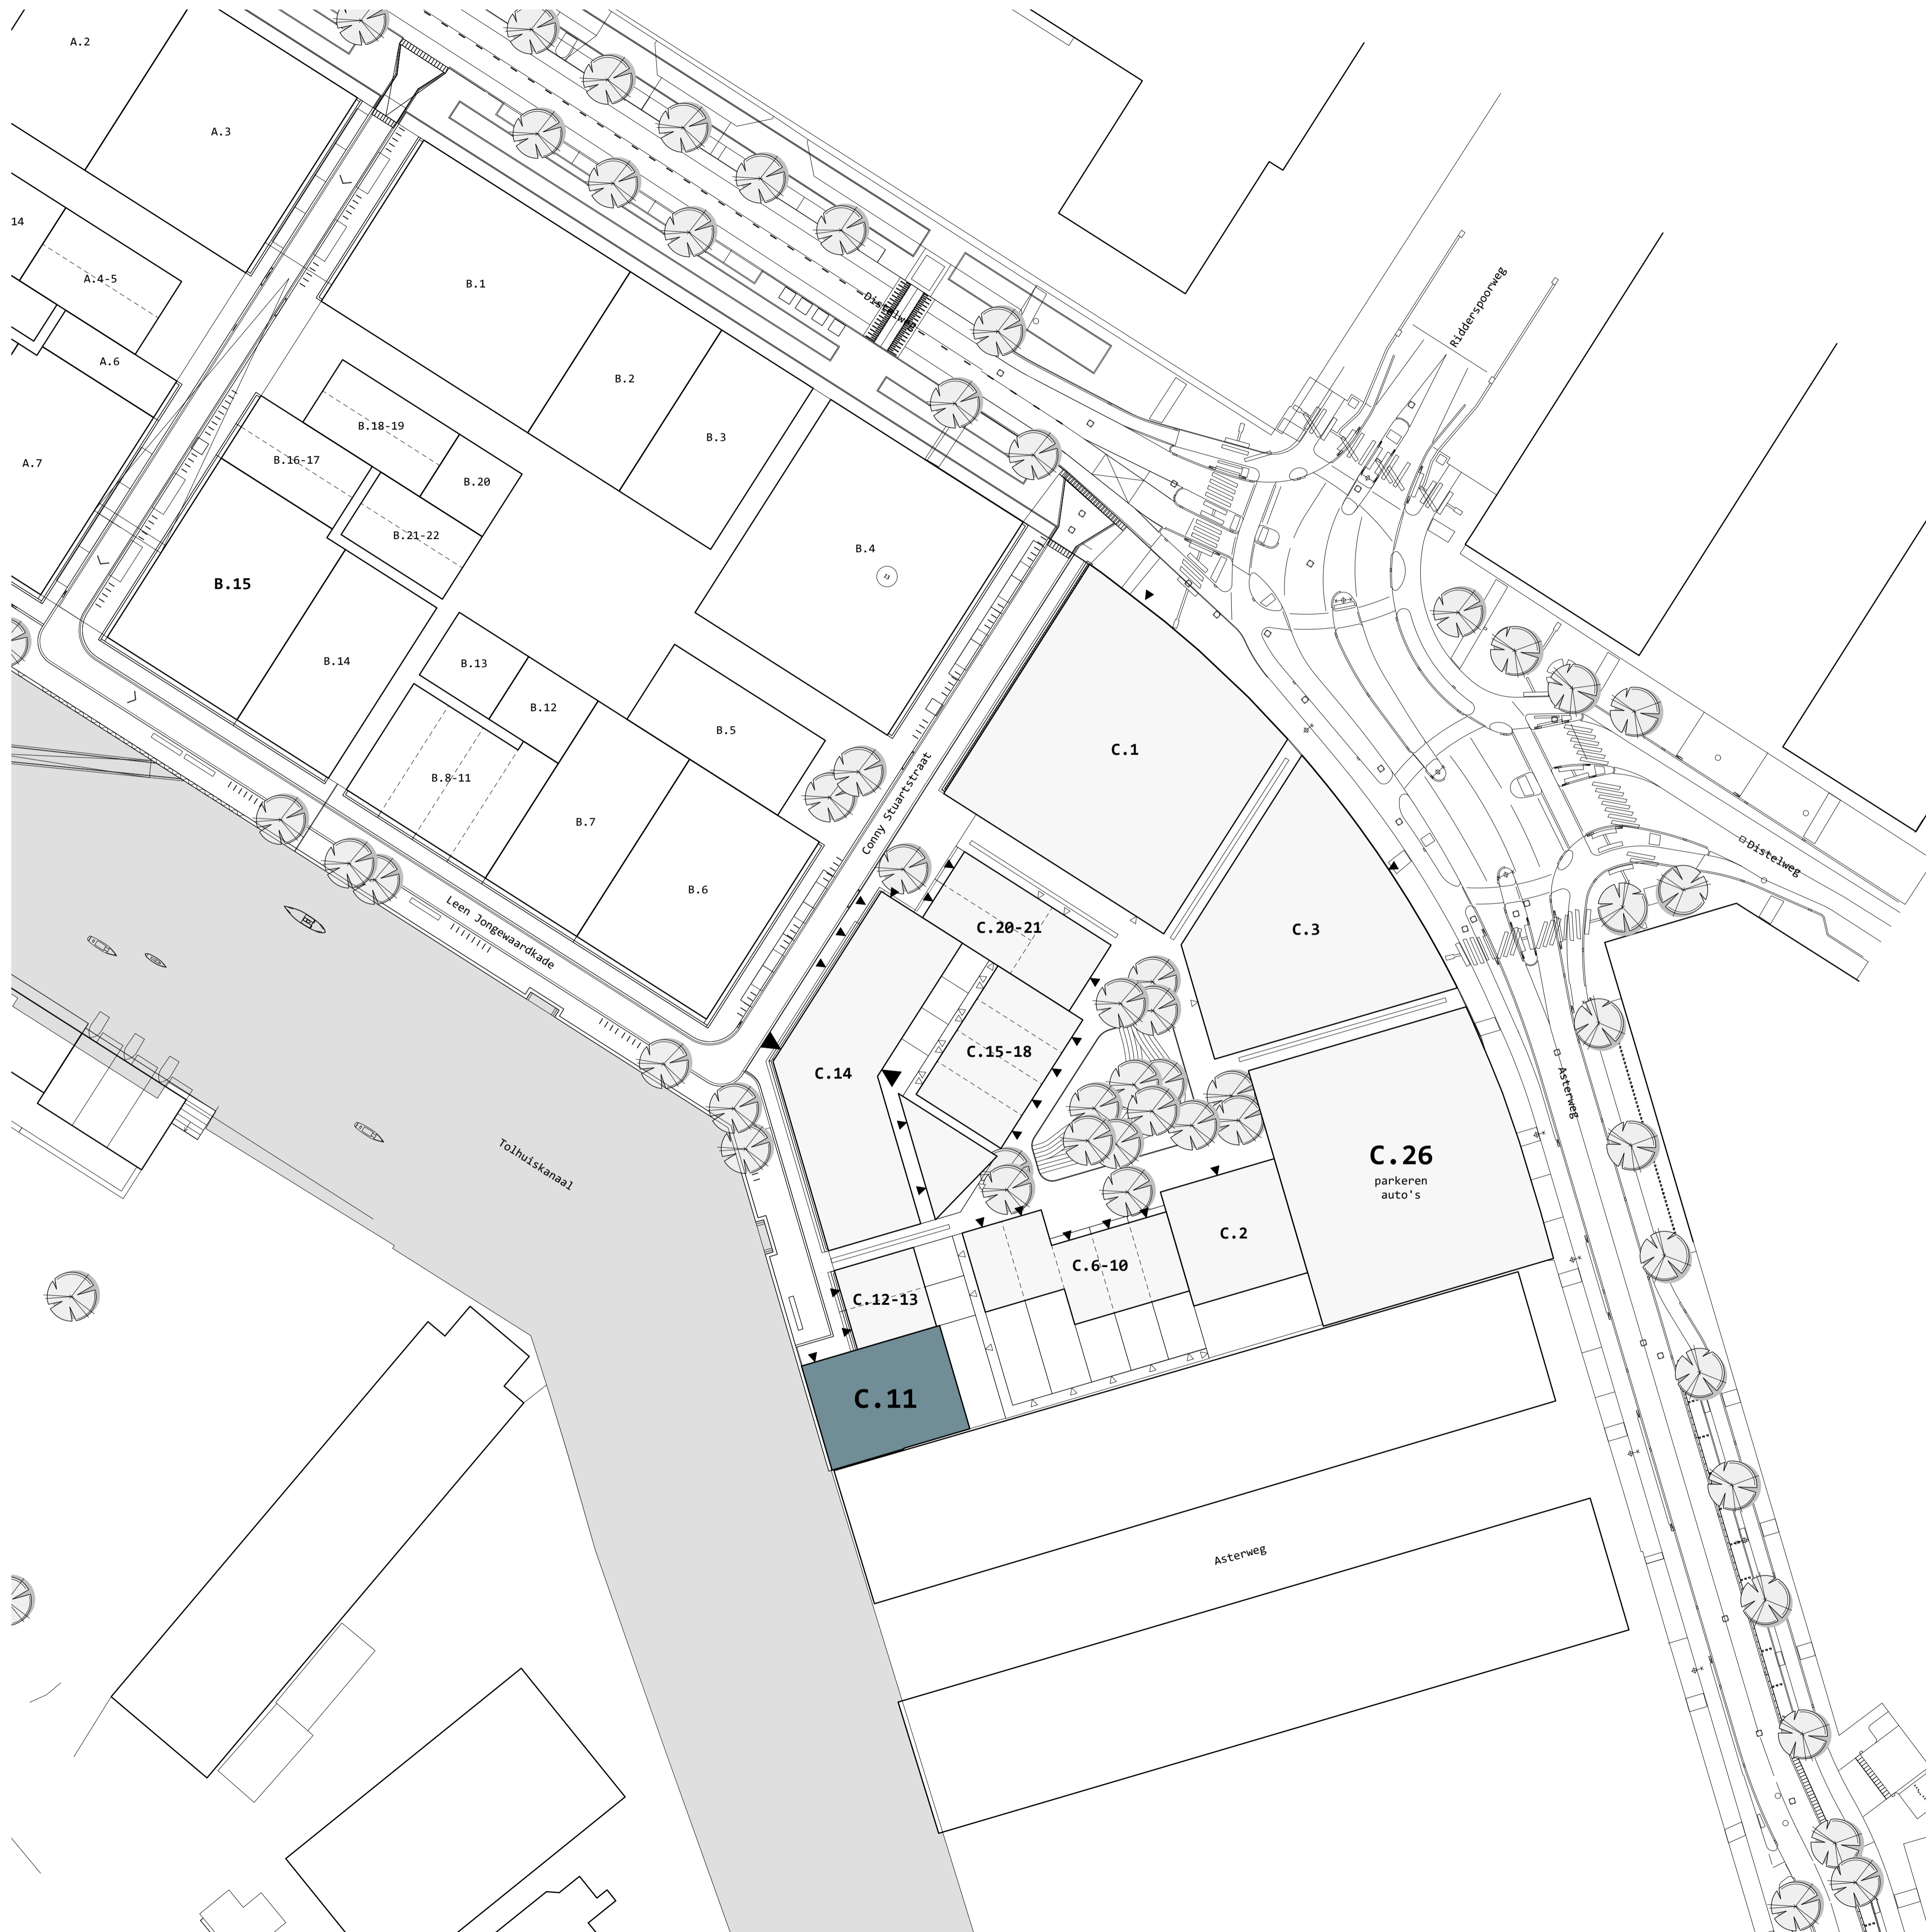 A.2
A.3
14
A.4-5
A.6
A.7
B.1
B.2
B.3
B.4
B.18-19
B.16-17
B.20
B.21-22
B.15
B.14
B.13
B.12
B.8-11
B.5
B.7
B.6
Distelweg
Ridderspoorweg
Conny Stuartstraat
Leen Jongewaardkade
Tolhuiskanaal
C.1
C.3
C.20-21
C.15-18
C.14
C.26
parkeren
auto's
C.2
C.6-10
C.12-13
C.11
Distelweg
Asterweg
Asterweg